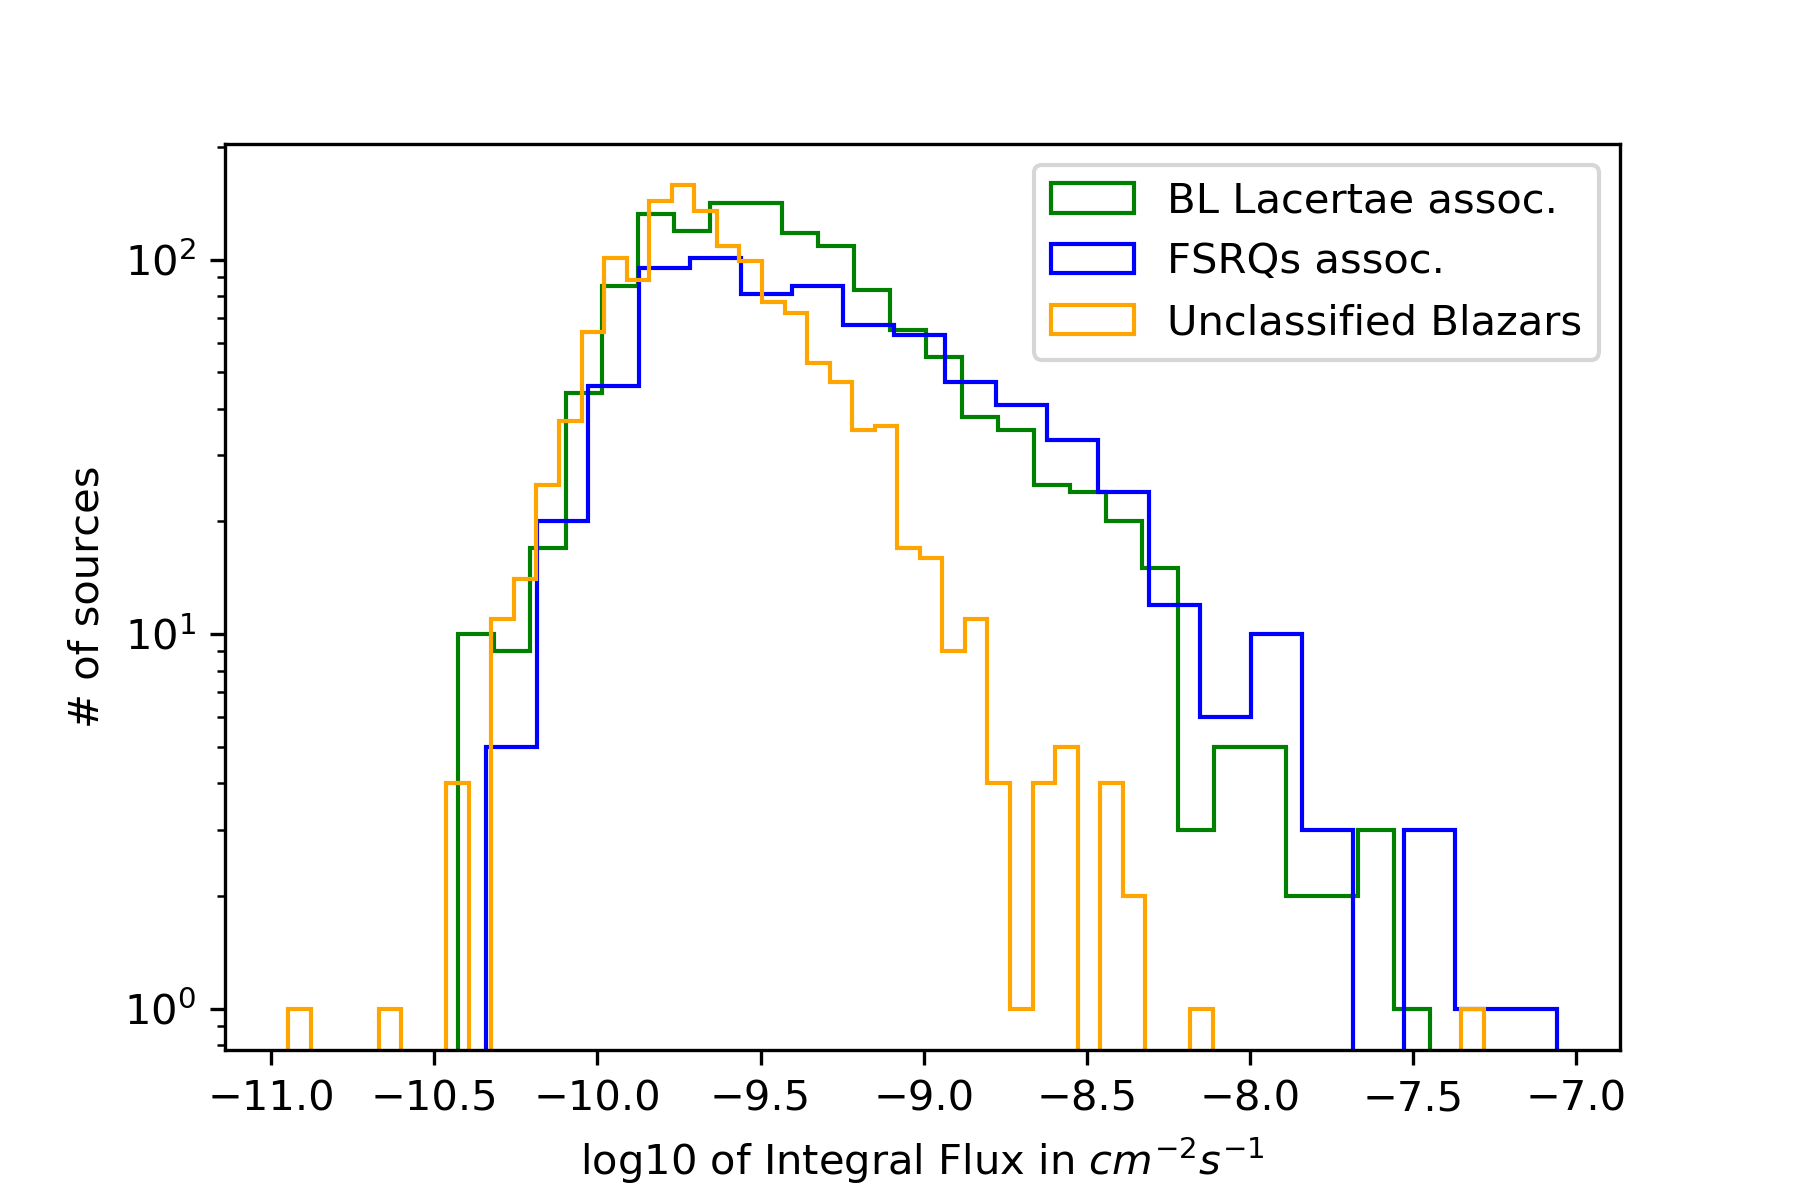 BL Lacertae assoc.
FSRQs assoc.
Unclassified Blazars
10²
10¹
10⁰
# of sources
−11.0 −10.5 −10.0 −9.5 −9.0 −8.5 −8.0 −7.5 −7.0
log10 of Integral Flux in cm⁻²s⁻¹